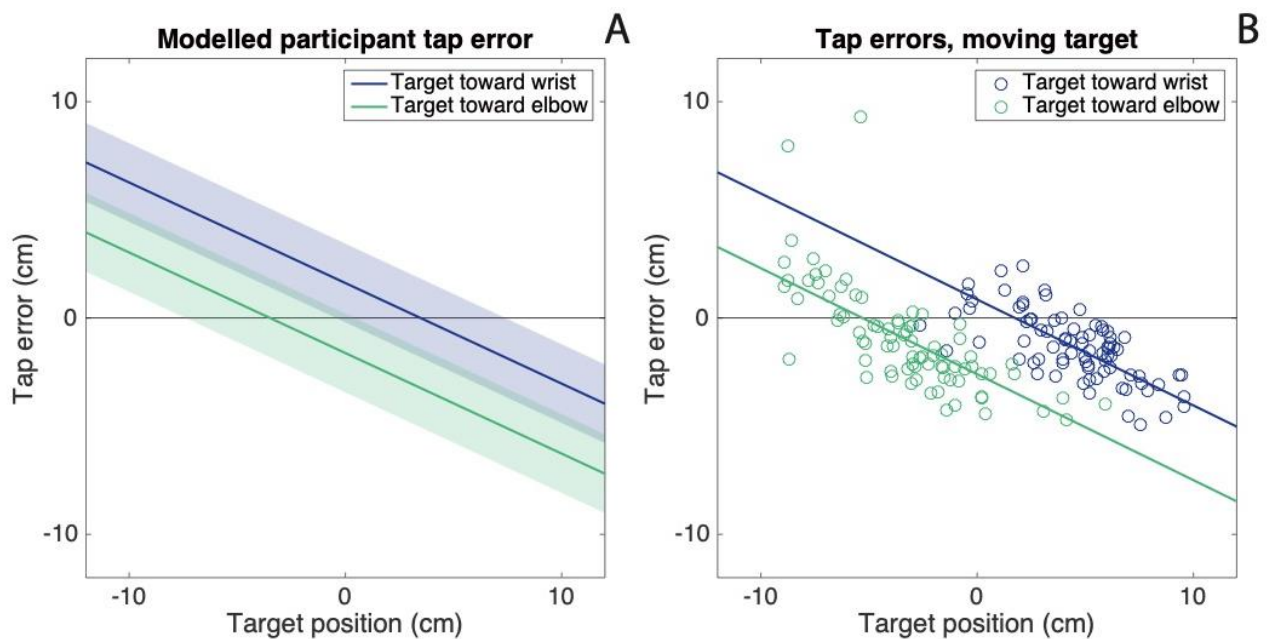 Modelled participant tap error
A
Target toward wrist
Target toward elbow
10
0
-10
Tap error (cm)
-10
0
10
Target position (cm)
Tap errors, moving target
B
Target toward wrist
Target toward elbow
10
0
-10
Tap error (cm)
-10
0
10
Target position (cm)